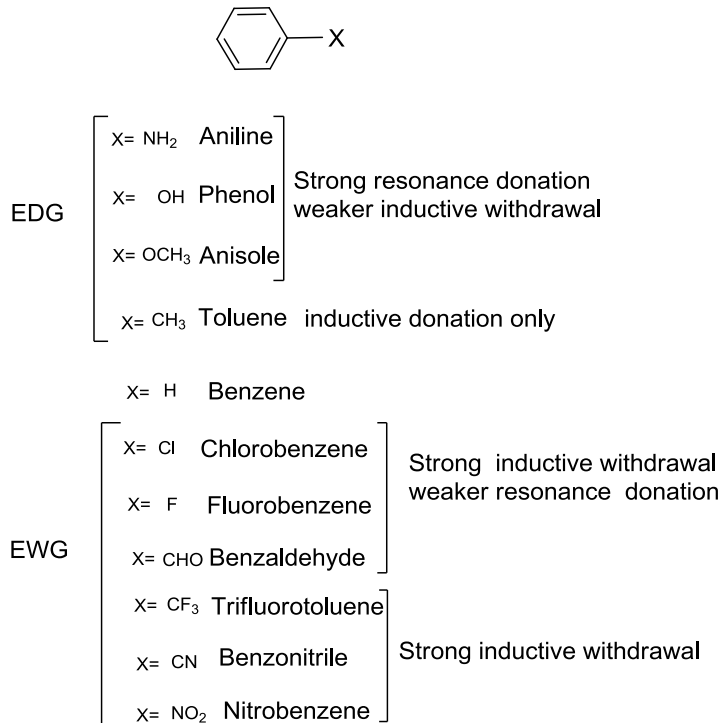 X
X= NH₂ Aniline
X= OH Phenol
X= OCH₃ Anisole
Strong resonance donation
weaker inductive withdrawal
EDG
X= CH₃ Toluene inductive donation only
X= H Benzene
X= Cl Chlorobenzene
X= F Fluorobenzene
X= CHO Benzaldehyde
Strong inductive withdrawal
weaker resonance donation
EWG
X= CF₃ Trifluorotoluene
X= CN Benzonitrile
X= NO₂ Nitrobenzene
Strong inductive withdrawal